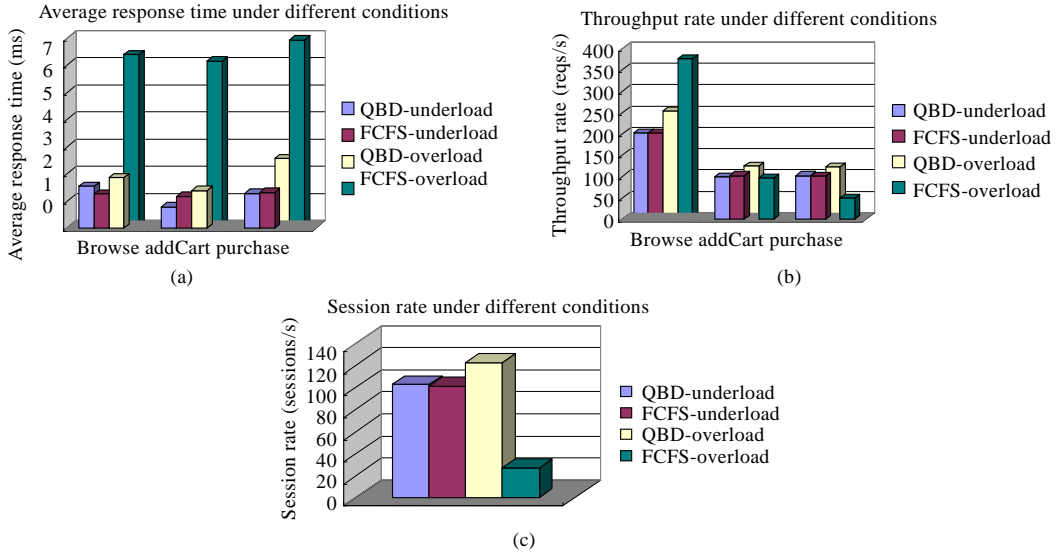 Average response time under different conditions
Average response time (ms)
7
6
5
4
3
2
1
0
Browse addCart purchase
QBD-underload
FCFS-underload
QBD-overload
FCFS-overload
(a)
Throughput rate under different conditions
Throughput rate (reqs/s)
400
350
300
250
200
150
100
50
0
Browse addCart purchase
QBD-underload
FCFS-underload
QBD-overload
FCFS-overload
(b)
Session rate under different conditions
Session rate (sessions/s)
140
120
100
80
60
40
20
0
QBD-underload
FCFS-underload
QBD-overload
FCFS-overload
(c)